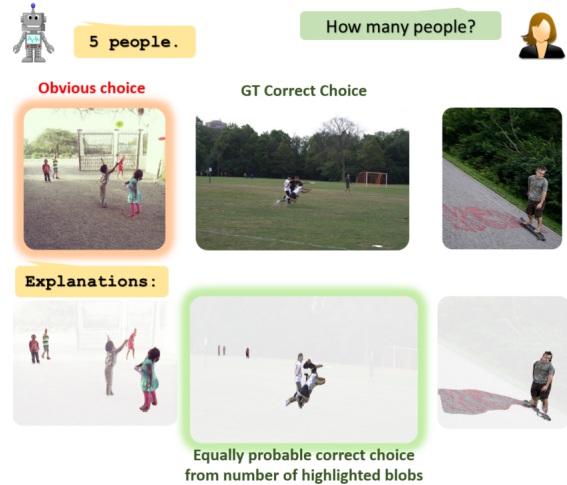 5 people.
How many people?
Obvious choice
GT Correct Choice
Explanations:
Equally probable correct choice
from number of highlighted blobs